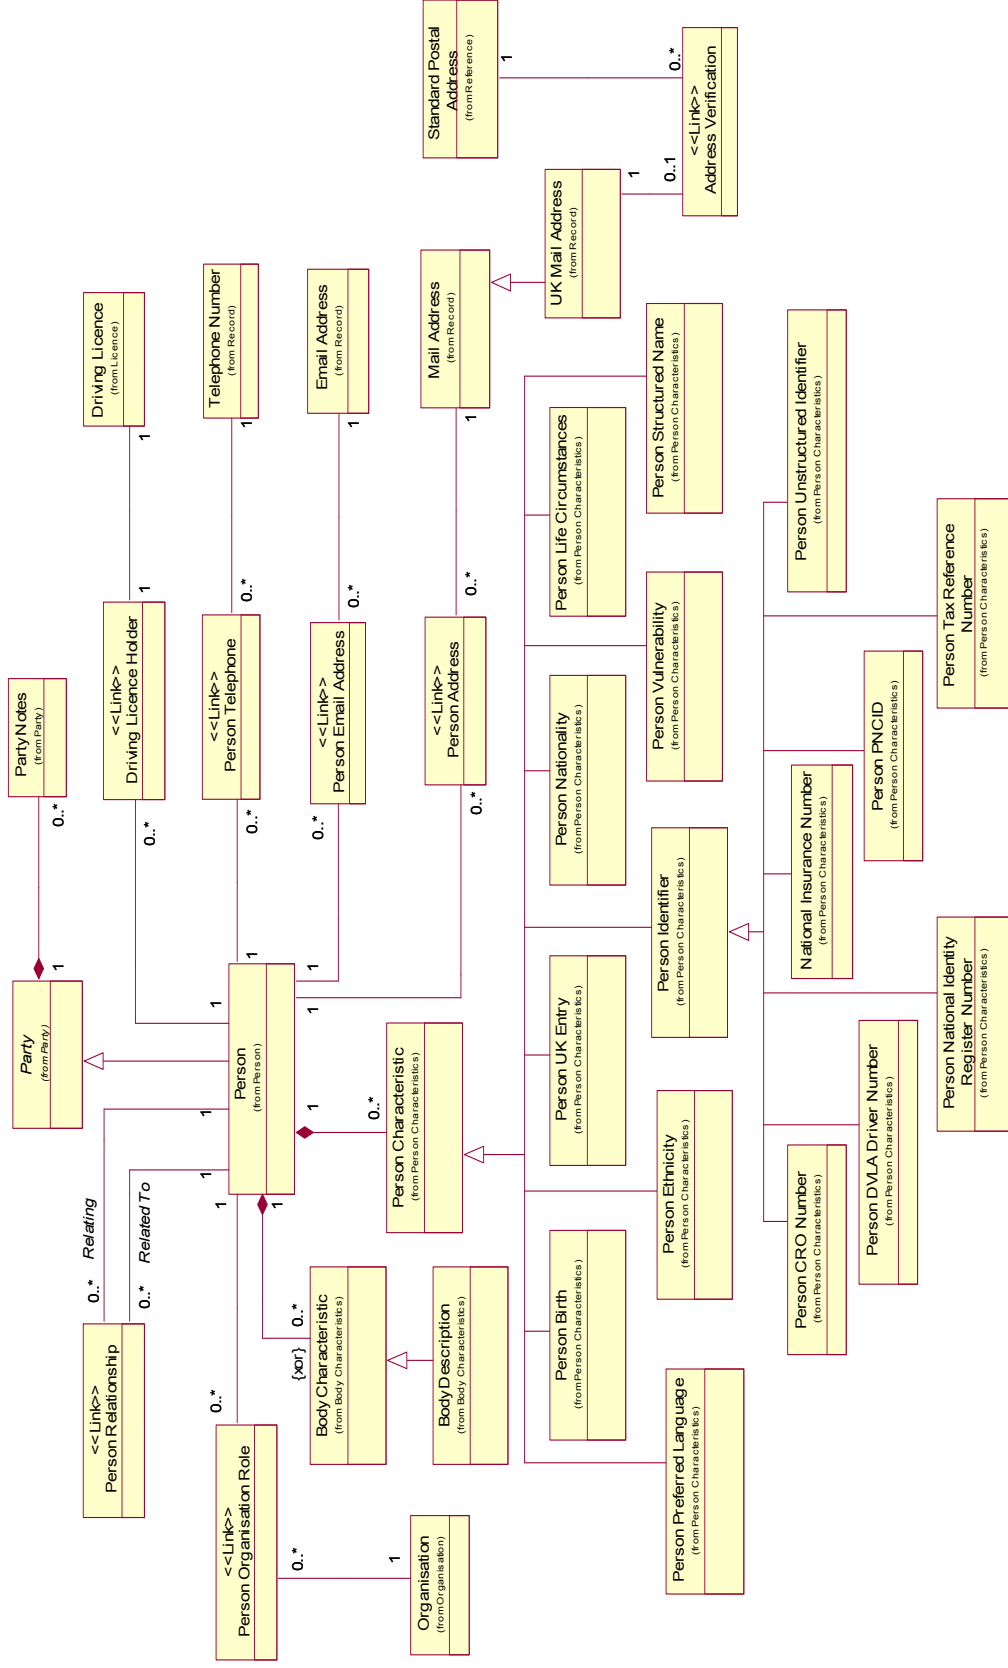 Party Notes
(from Party)
0..*
1
Party
(from Party)
Driving Licence
(from Licence)
1
<<Link>>
Person Relationship
0..*
Relating
0..*
Related To
<<Link>>
Driving Licence Holder
1
0..*
1
1
1
1
1
Telephone Number
(from Record)
1
<<Link>>
Person Telephone
0..*
0..*
Person
(from Person)
<<Link>>
Person Organisation Role
0..*
0..*
1
Organisation
(from Organisation)
Email Address
(from Record)
1
<<Link>>
Person Email Address
0..*
0..*
1
1
1
1
{xor}
0..*
Body Characteristic
(from Body Characteristics)
Body Description
(from Body Characteristics)
0..*
Person Characteristic
(from Person Characteristics)
<<Link>>
Person Address
0..*
0..*
Mail Address
(from Record)
1
Standard Postal
Address
(from Reference)
1
UK Mail Address
(from Record)
1
0..1
0..*
<<Link>>
Address Verification
Person Birth
(from Person Characteristics)
Person UK Entry
(from Person Characteristics)
Person Nationality
(from Person Characteristics)
Person Life Circumstances
(from Person Characteristics)
Person Preferred Language
(from Person Characteristics)
Person Ethnicity
(from Person Characteristics)
Person Identifier
(from Person Characteristics)
Person Vulnerability
(from Person Characteristics)
Person Structured Name
(from Person Characteristics)
Person CRO Number
(from Person Characteristics)
National Insurance Number
(from Person Characteristics)
Person Unstructured Identifier
(from Person Characteristics)
Person DVLA Driver Number
(from Person Characteristics)
Person PNCID
(from Person Characteristics)
Person National Identity
Register Number
(from Person Characteristics)
Person Tax Reference
Number
(from Person Characteristics)